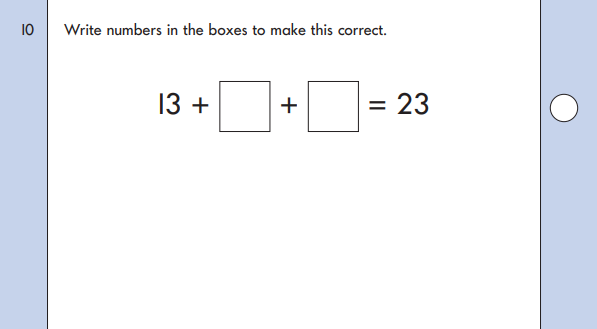 10 Write numbers in the boxes to make this correct.
13 + + = 23